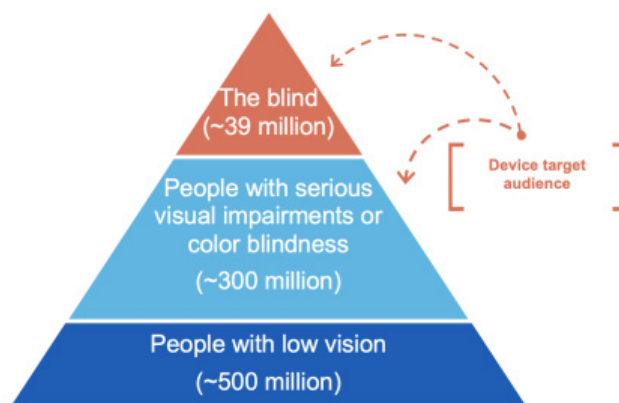 The blind
(~39 million)
Device target
audience
People with serious
visual impairments or
color blindness
(~300 million)
People with low vision
(~500 million)